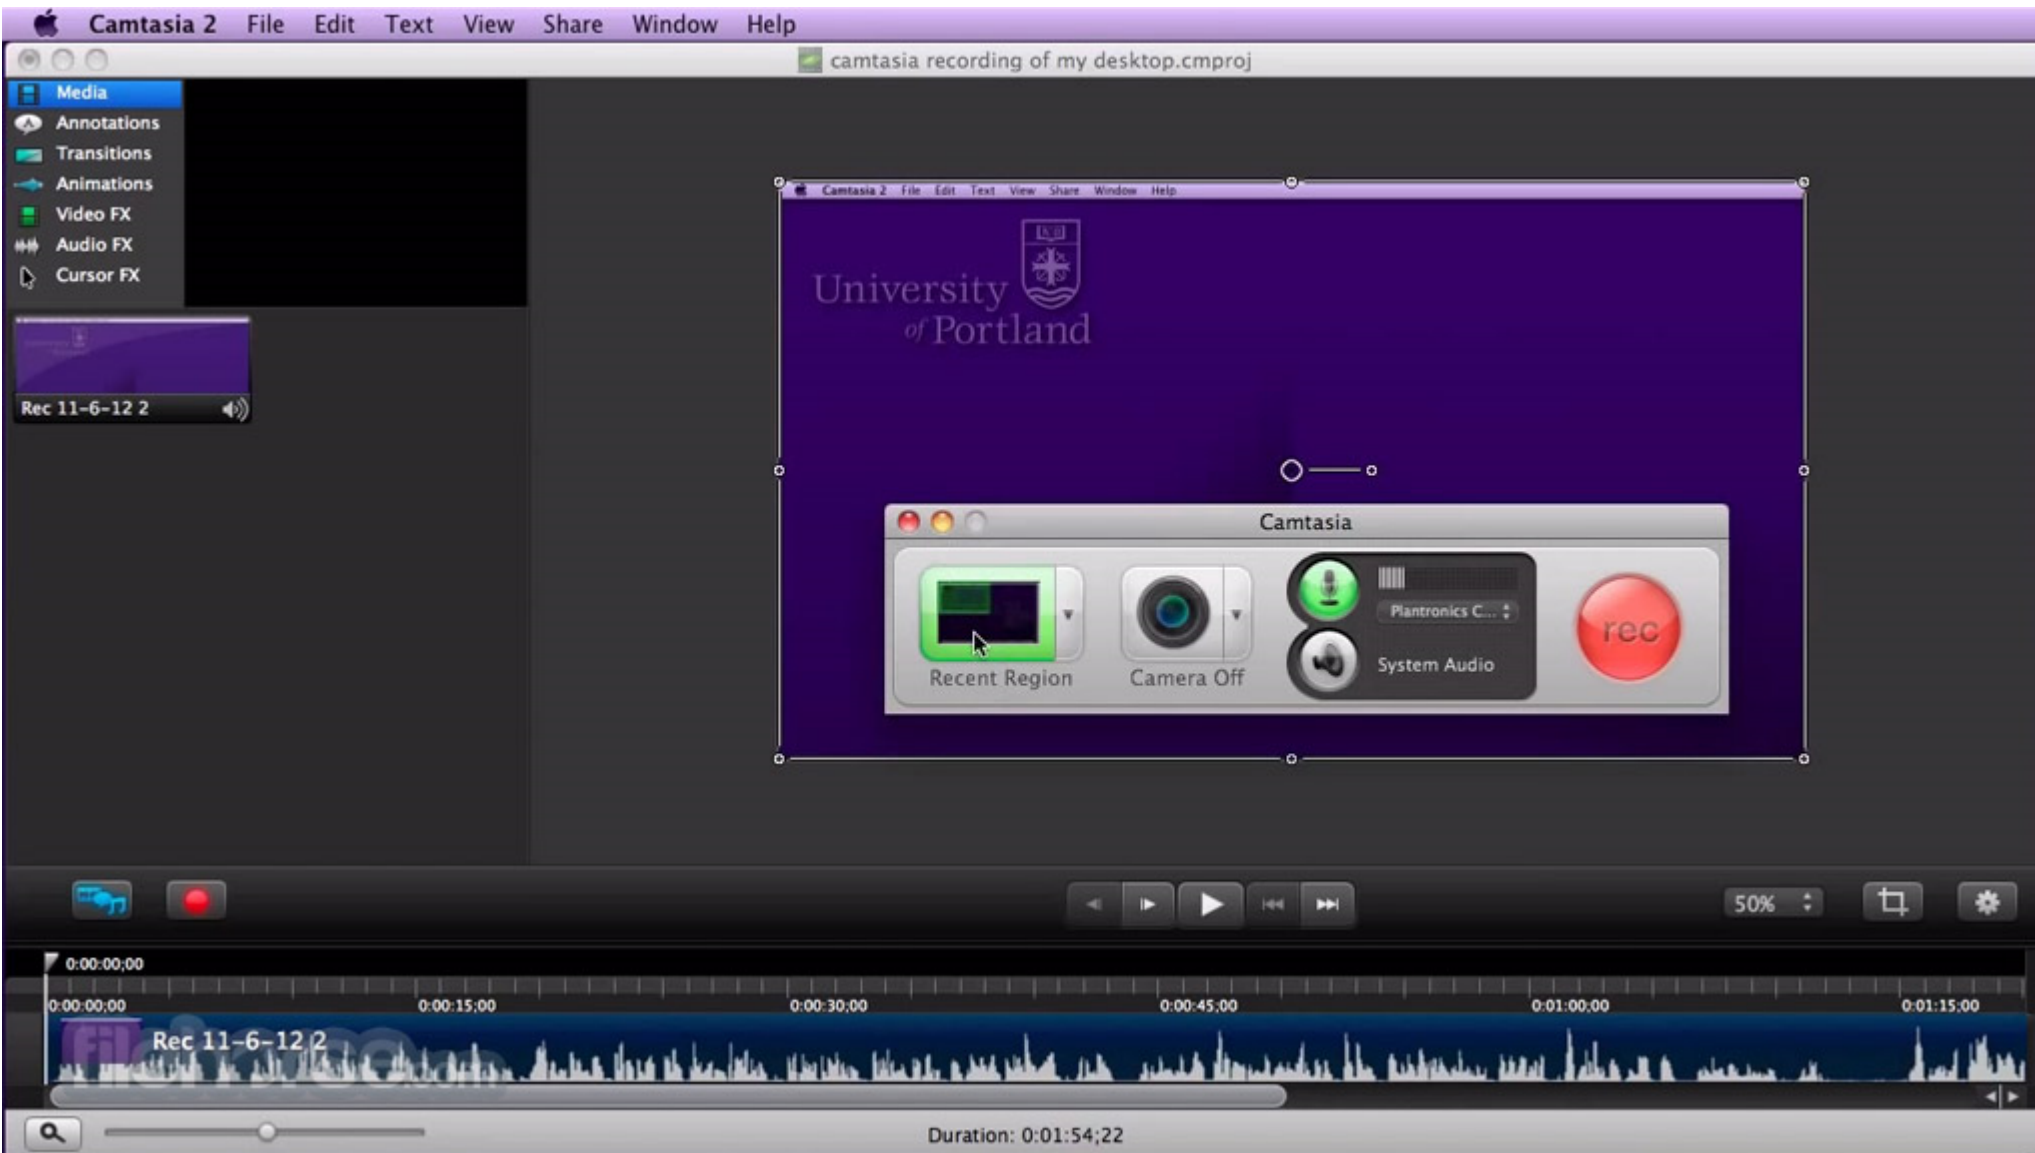 Camtasia 2 File Edit Text View Share Window Help
camtasia recording of my desktop.cmproj
Media
Annotations
Transitions
Animations
Video FX
Audio FX
Cursor FX
Rec 11-6-12 2
Camtasia 2 File Edit Text View Share Window Help
University
of Portland
Camtasia
Plantronics C...
rec
System Audio
Recent Region
Camera Off
50%
0:00:00;00
0:00:00;00 0:00:15;00 0:00:30;00 0:00:45;00 0:01:00;00 0:01:15;00
Rec 11-6-12 2
filehorse.com
Duration: 0:01:54;22